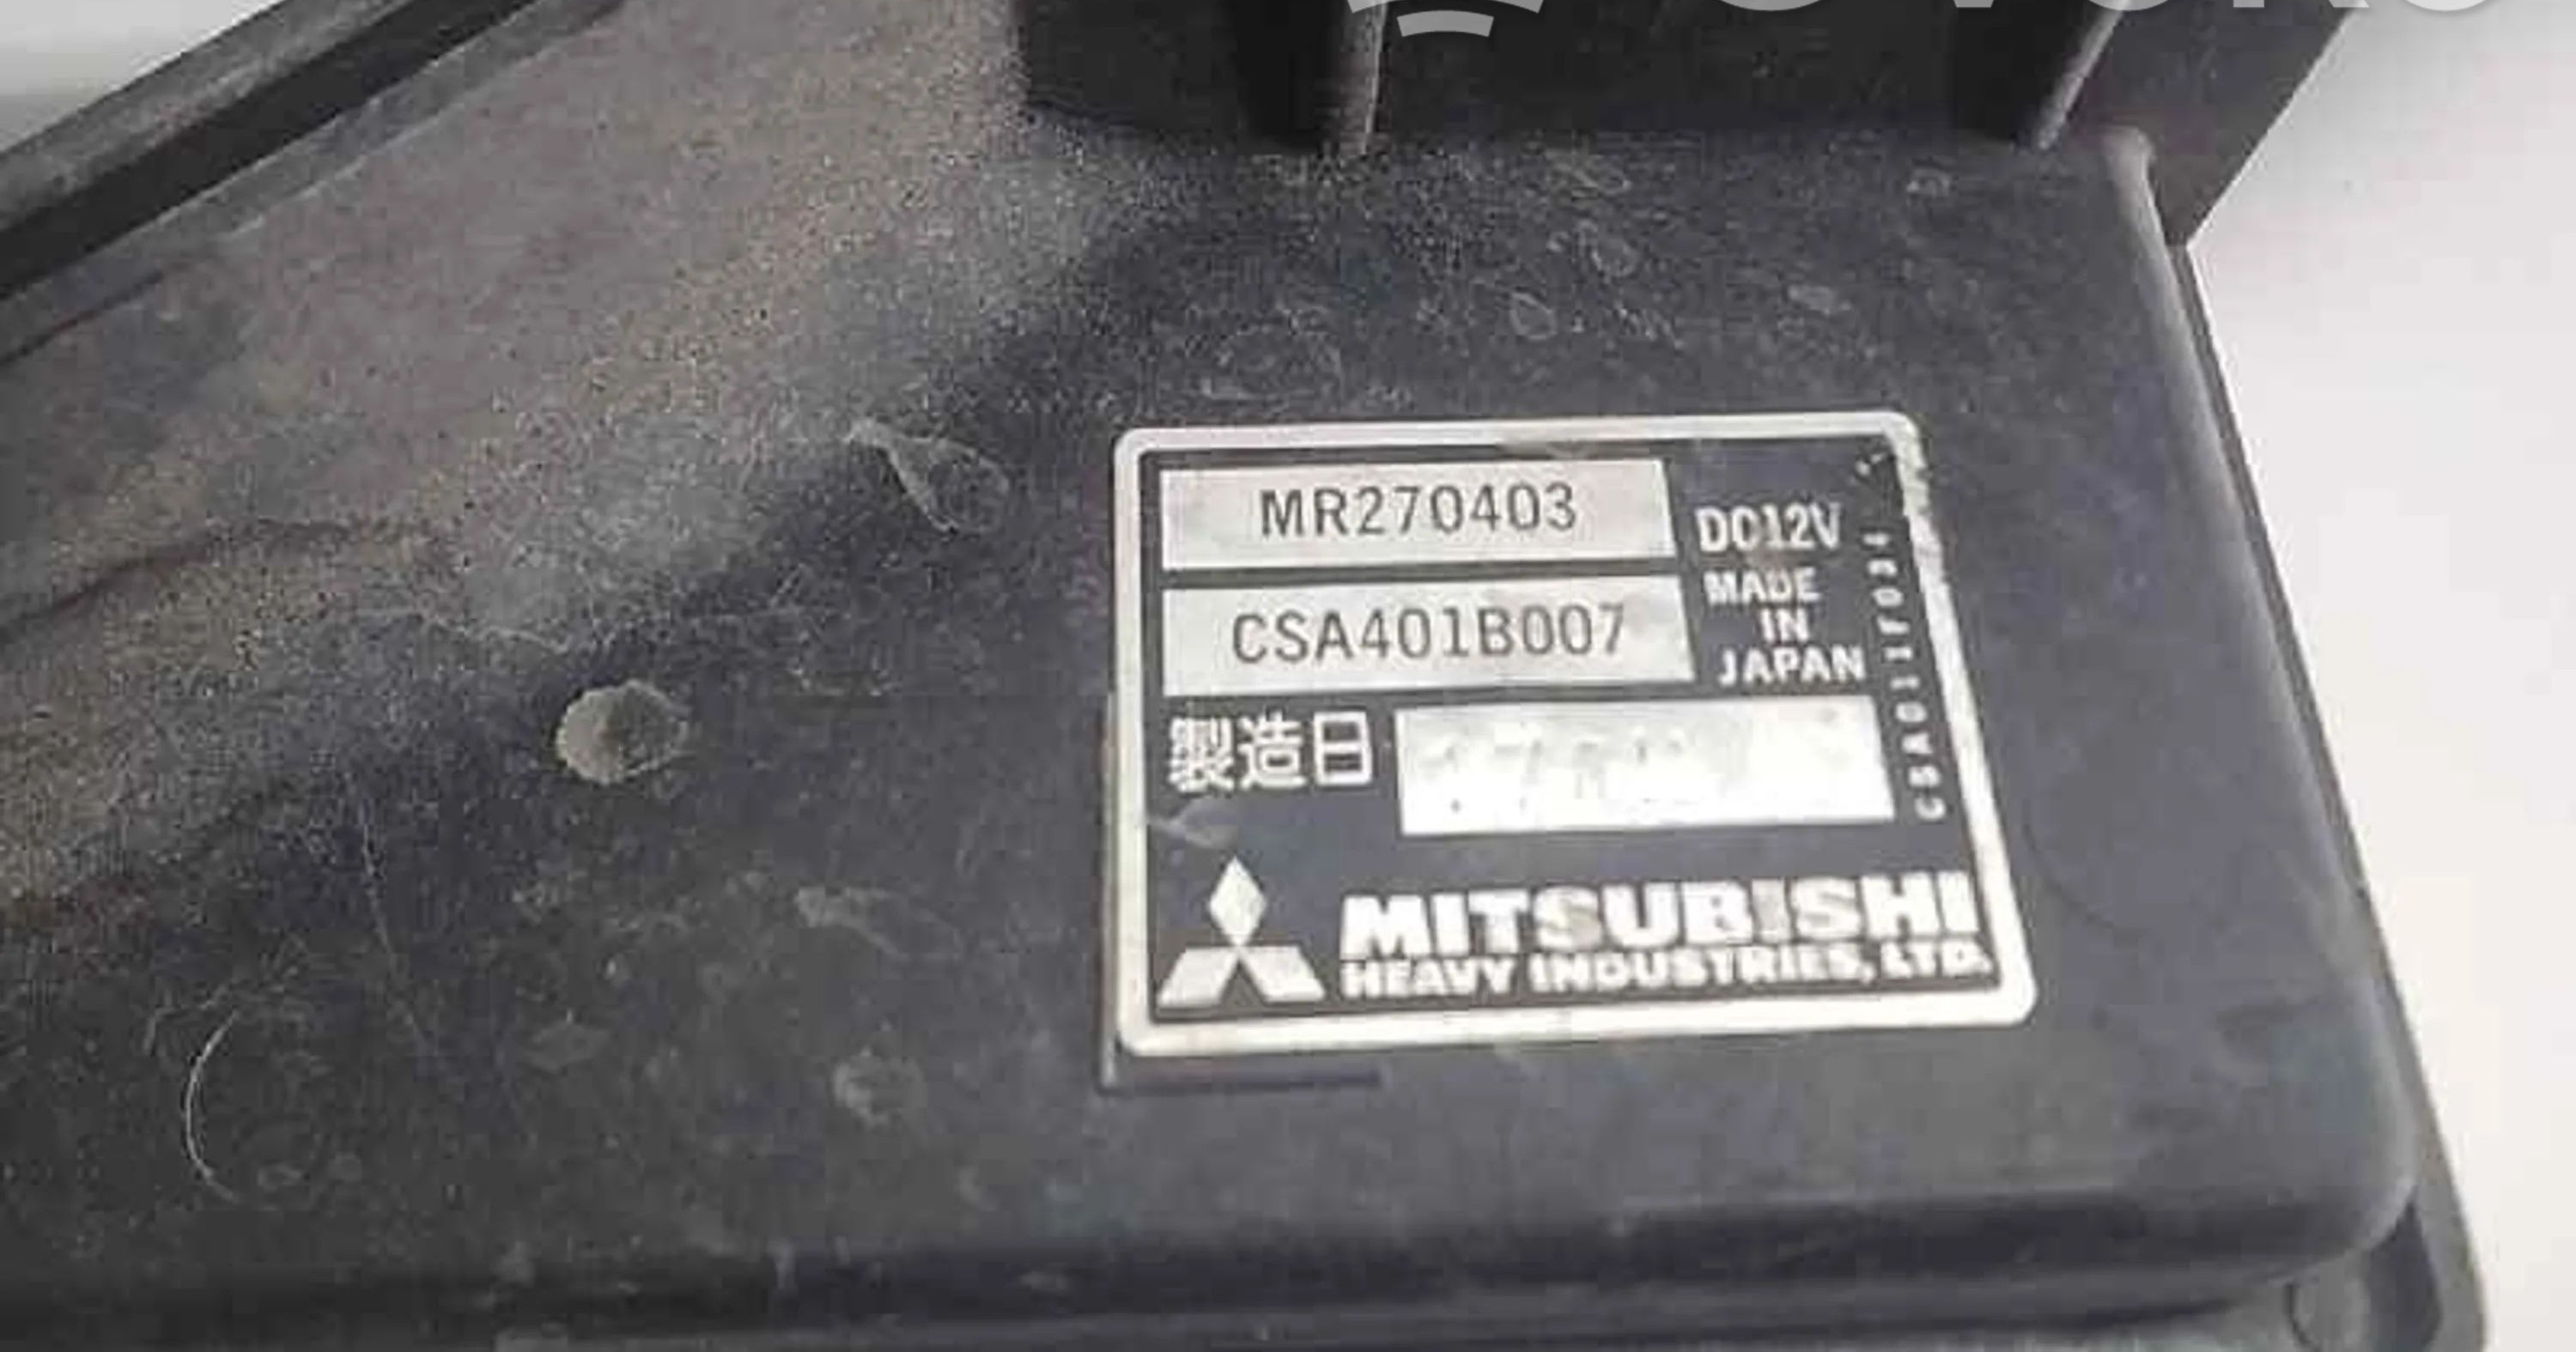 MR270403
DC12V
CSA401B007
MADE
IN
JAPAN
製造日
MITSUBISHI
HEAVY INDUSTRIES, LTD.